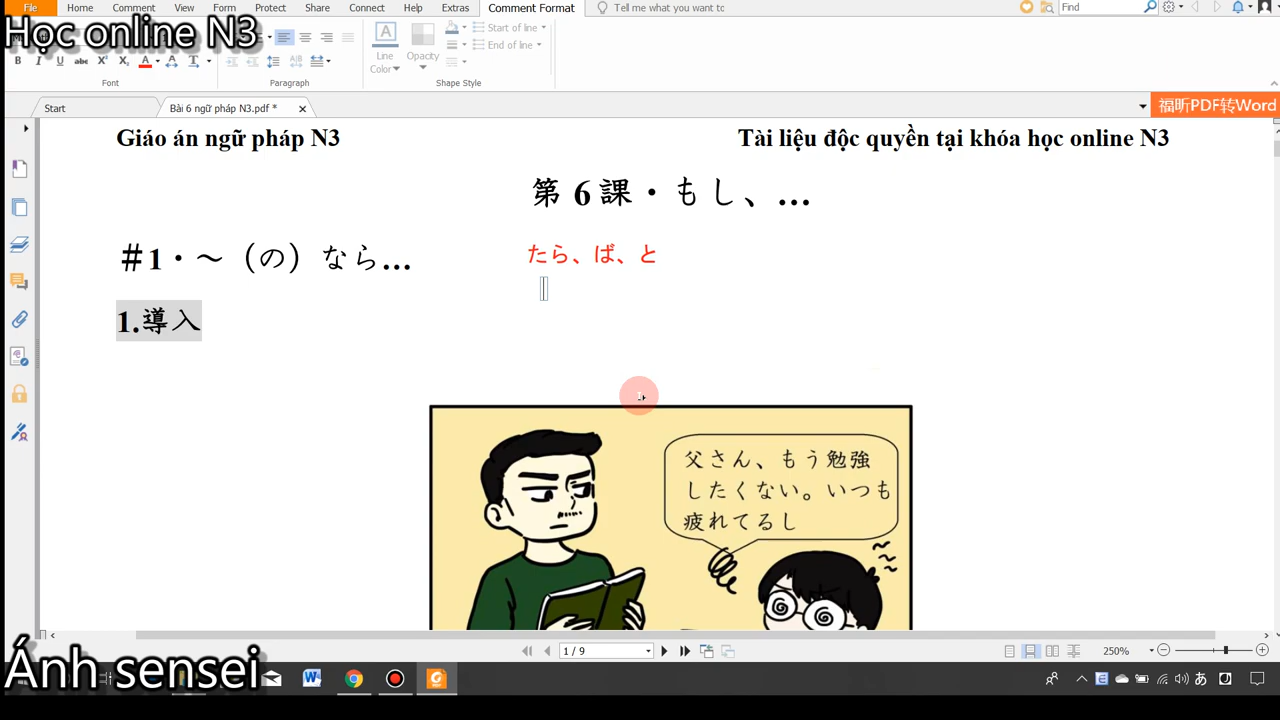 File Home Comment View Form Protect Share Connect Help Extras Comment Format Tell me what you want to Find
Học online N3
B I U abc X² X₂ A A T
Line Color
Opacity
Start of line
End of line
Font Paragraph Shape Style
Start Bài 6 ngữ pháp N3.pdf * 福昕PDF转Word
Giáo án ngữ pháp N3 Tài liệu độc quyền tại khóa học online N3
第 6 課・もし、...
＃1・～（の）なら...
たら、ば、と
1.導入
父さん、もう勉強
したくない。いつも
疲れてるし
1 / 9 250%
Ánh sensei
あ